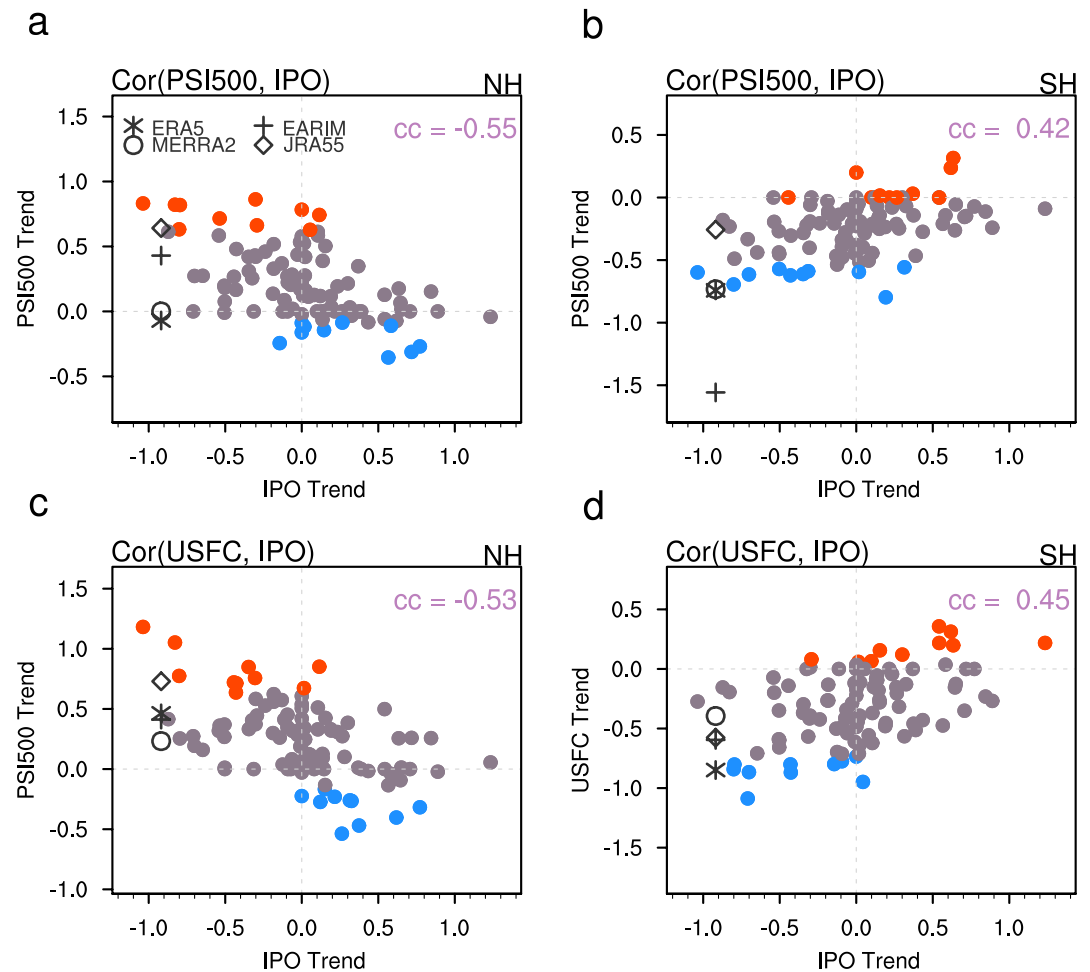 a
Cor(PSI500, IPO) NH
cc = -0.55
ERA5 EARIM
MERRA2 JRA55
1.5
1.0
0.5
0.0
-0.5
PSI500 Trend
-1.0 -0.5 0.0 0.5 1.0
IPO Trend
b
Cor(PSI500, IPO) SH
cc = 0.42
0.5
0.0
-0.5
-1.0
-1.5
PSI500 Trend
-1.0 -0.5 0.0 0.5 1.0
IPO Trend
c
Cor(USFC, IPO) NH
cc = -0.53
1.5
1.0
0.5
0.0
-0.5
-1.0
PSI500 Trend
-1.0 -0.5 0.0 0.5 1.0
IPO Trend
d
Cor(USFC, IPO) SH
cc = 0.45
0.5
0.0
-0.5
-1.0
-1.5
USFC Trend
-1.0 -0.5 0.0 0.5 1.0
IPO Trend